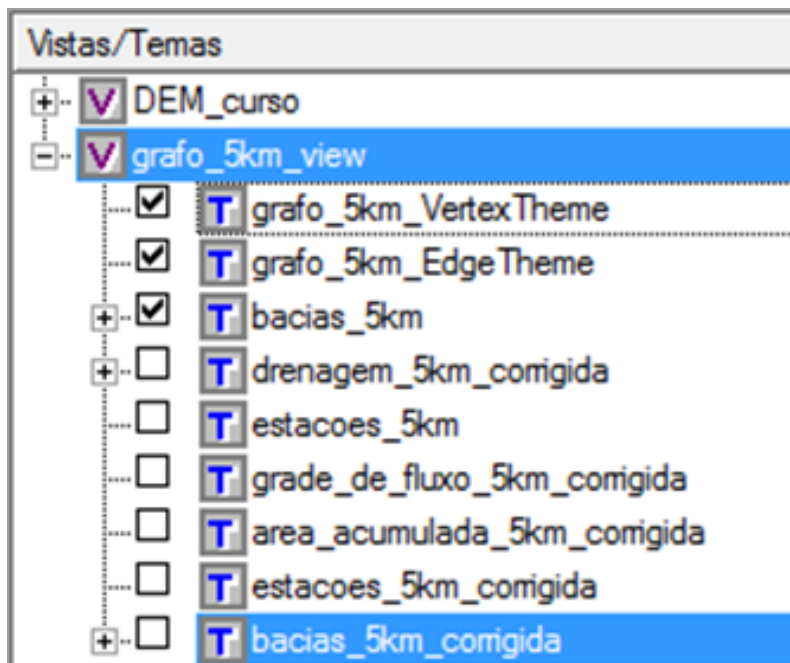 Vistas/Temas
V DEM_curso
V grafo_5km_view
T grafo_5km_VertexTheme
T grafo_5km_EdgeTheme
T bacias_5km
T drenagem_5km_corrigida
T estacoes_5km
T grade_de_fluxo_5km_corrigida
T area_acumulada_5km_corrigida
T estacoes_5km_corrigida
T bacias_5km_corrigida